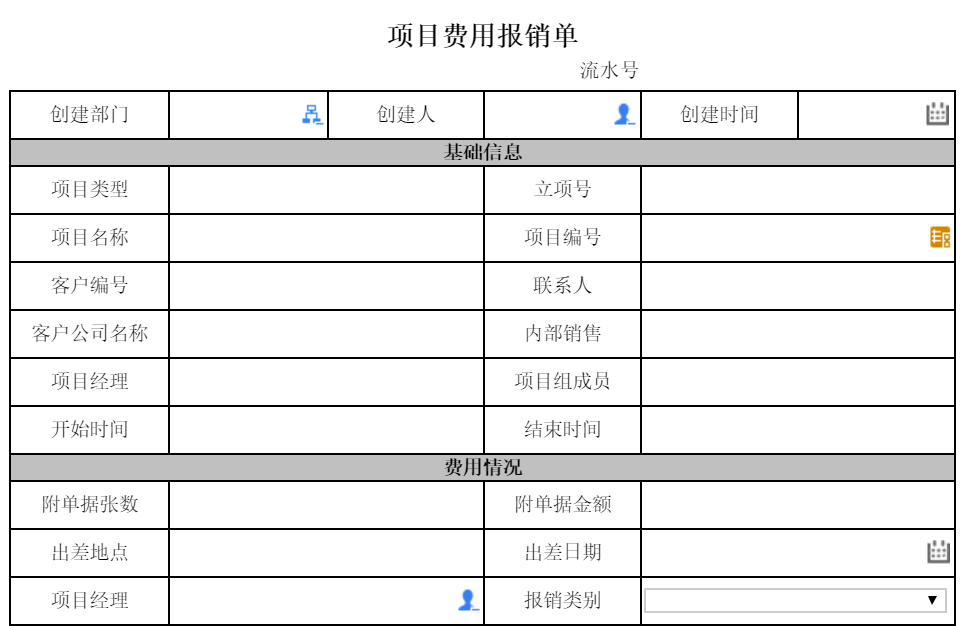 项目费用报销单
流水号
创建部门 创建人 创建时间
基础信息
项目类型 立项号
项目名称 项目编号
客户编号 联系人
客户公司名称 内部销售
项目经理 项目组成员
开始时间 结束时间
费用情况
附单据张数 附单据金额
出差地点 出差日期
项目经理 报销类别